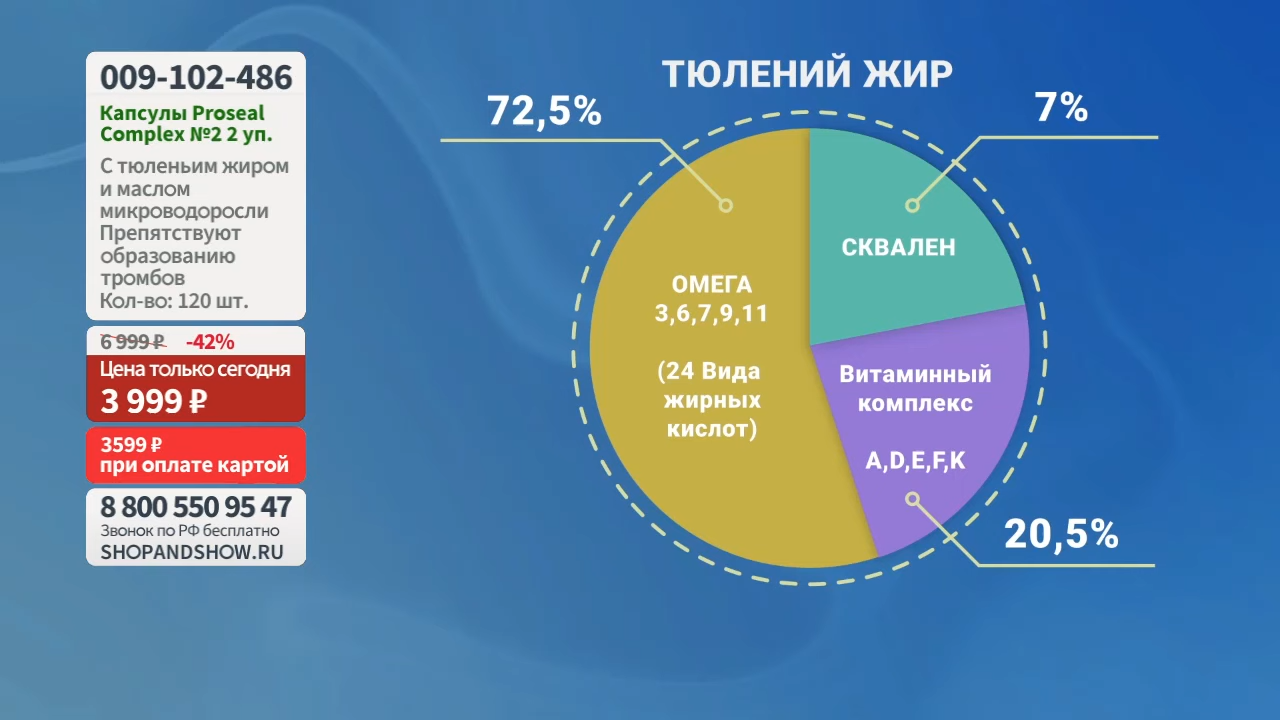 009-102-486
Капсулы Proseal
Complex №2 2 уп.
С тюленьим жиром
и маслом
микроводоросли
Препятствуют
образованию
тромбов
Кол-во: 120 шт.
6 999 ₽ -42%
Цена только сегодня
3 999 ₽
3599 ₽
при оплате картой
8 800 550 95 47
Звонок по РФ бесплатно
SHOPANDSHOW.RU
ТЮЛЕНИЙ ЖИР
72,5%
7%
СКВАЛЕН
ОМЕГА
3,6,7,9,11
(24 Вида
жирных
кислот)
Витаминный
комплекс
A,D,E,F,K
20,5%